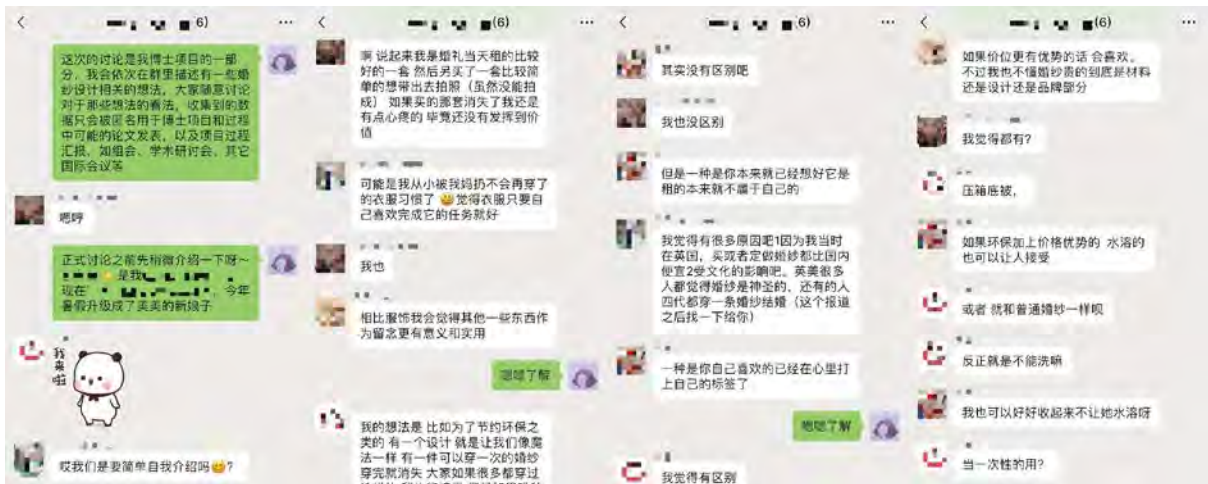 6)
这次的讨论是我博士项目的一部
分，我会依次在群里描述有一些婚
纱设计相关的想法，大家随意讨论
对于那些想法的看法，收集到的数
据只会被匿名用于博士项目和过程
中可能的论文发表，以及项目过程
汇报，如组会、学术研讨会、其它
国际会议等
嗯哼
正式讨论之前先稍微介绍一下呀～
是我
现在
今年
暑假升级成了美美的新娘子
我来啦
哎我们是要简单自我介绍吗
?
(6)
啊 说起来我是婚礼当天租的比较
好的一套 然后另买了一套比较简
单的想带出去拍照（虽然没能拍
成） 如果买的那套消失了我还是
有点心疼的 毕竟还没有发挥到价
值
可能是我从小被我妈扔不会再穿了
的衣服习惯了
觉得衣服只要自
己喜欢完成它的任务就好
我也
相比服饰我会觉得其他一些东西作
为留念更有意义和实用
嗯嗯了解
我的想法是 比如为了节约环保之
类的 有一个设计 就是让我们像魔
法一样 有一件可以穿一次的婚纱
穿完就消失 大家如果很多都穿过
(6)
其实没有区别吧
我也没区别
但是一种是你本来就已经想好它是
租的本来就不属于自己的
我觉得有很多原因吧1因为我当时
在英国，买或者定做婚纱都比国内
便宜2受文化的影响吧。英美很多
人都觉得婚纱是神圣的，还有的人
四代都穿一条婚纱结婚（这个报道
之后找一下给你）
一种是你自己喜欢的已经在心里打
上自己的标签了
嗯嗯了解
我觉得有区别
(6)
如果价位更有优势的话 会喜欢。
不过我也不懂婚纱贵的到底是材料
还是设计还是品牌部分
我觉得都有?
压箱底被，
如果环保加上价格优势的 水溶的
也可以让人接受
或者 就和普通婚纱一样呗
反正就是不能洗嘛
我也可以好好收起来不让她水溶呀
当一次性的用?